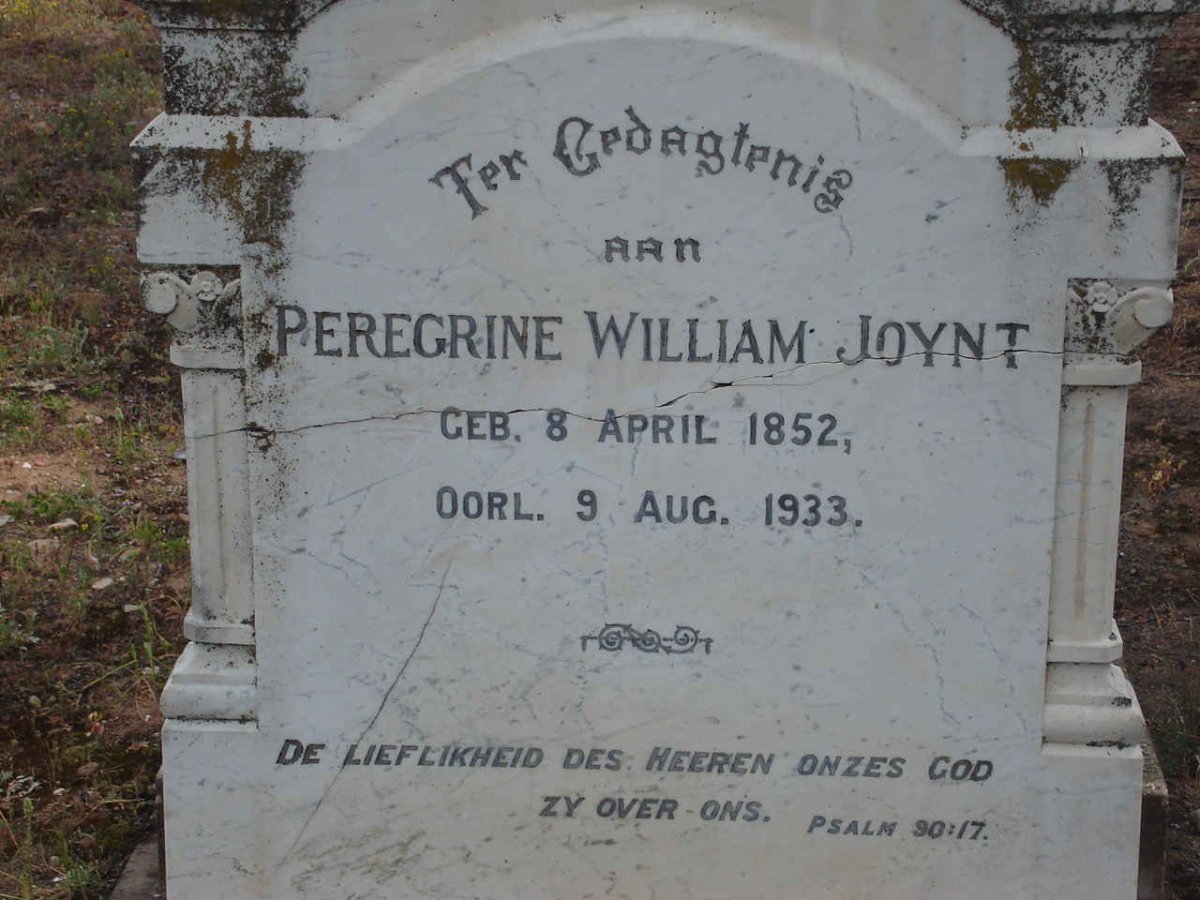 Ter Gedagtenis
aan
PEREGRINE WILLIAM JOYNT
GEB. 8 APRIL 1852,
OORL. 9 AUG. 1933.
DE LIEFLIKHEID DES HEEREN ONZES GOD
ZY OVER ONS. PSALM 90:17.